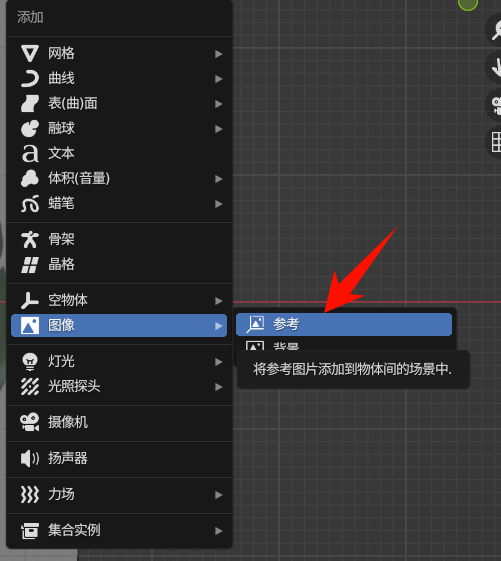 添加
网格
曲线
表(曲)面
融球
文本
体积(音量)
蜡笔
骨架
晶格
空物体
图像
参考
背景
将参考图片添加到物体间的场景中.
灯光
光照探头
摄像机
扬声器
力场
集合实例